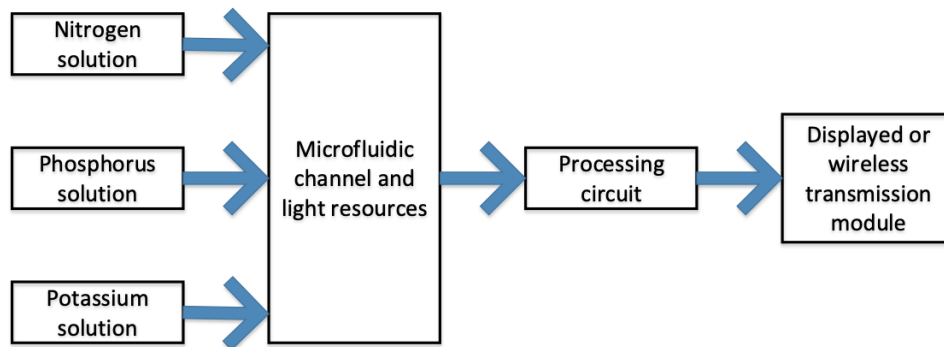 Nitrogen
solution
Phosphorus
solution
Potassium
solution
Microfluidic
channel and
light resources
Processing
circuit
Displayed or
wireless
transmission
module